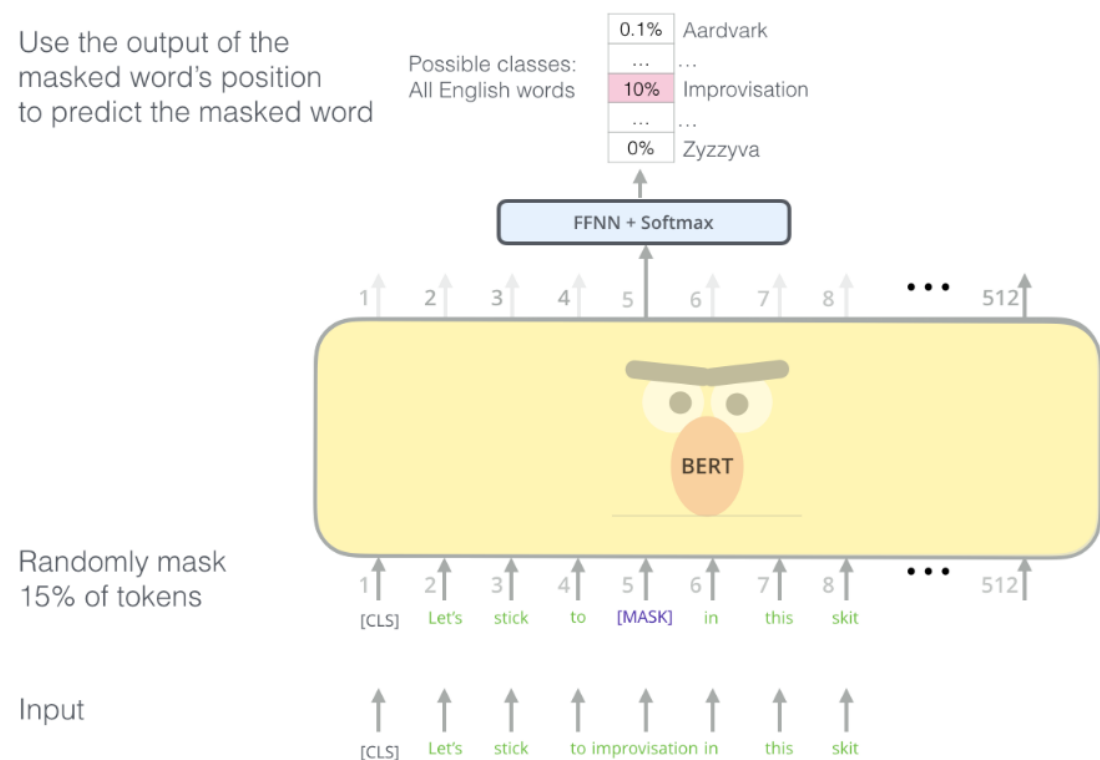 Use the output of the
masked word's position
to predict the masked word
Possible classes:
All English words
0.1% Aardvark
... ...
10% Improvisation
... ...
0% Zyzzyva
FFNN + Softmax
1 2 3 4 5 6 7 8 ... 512
BERT
Randomly mask
15% of tokens
1 2 3 4 5 6 7 8 ... 512
[CLS] Let's stick to [MASK] in this skit
Input
[CLS] Let's stick to improvisation in this skit